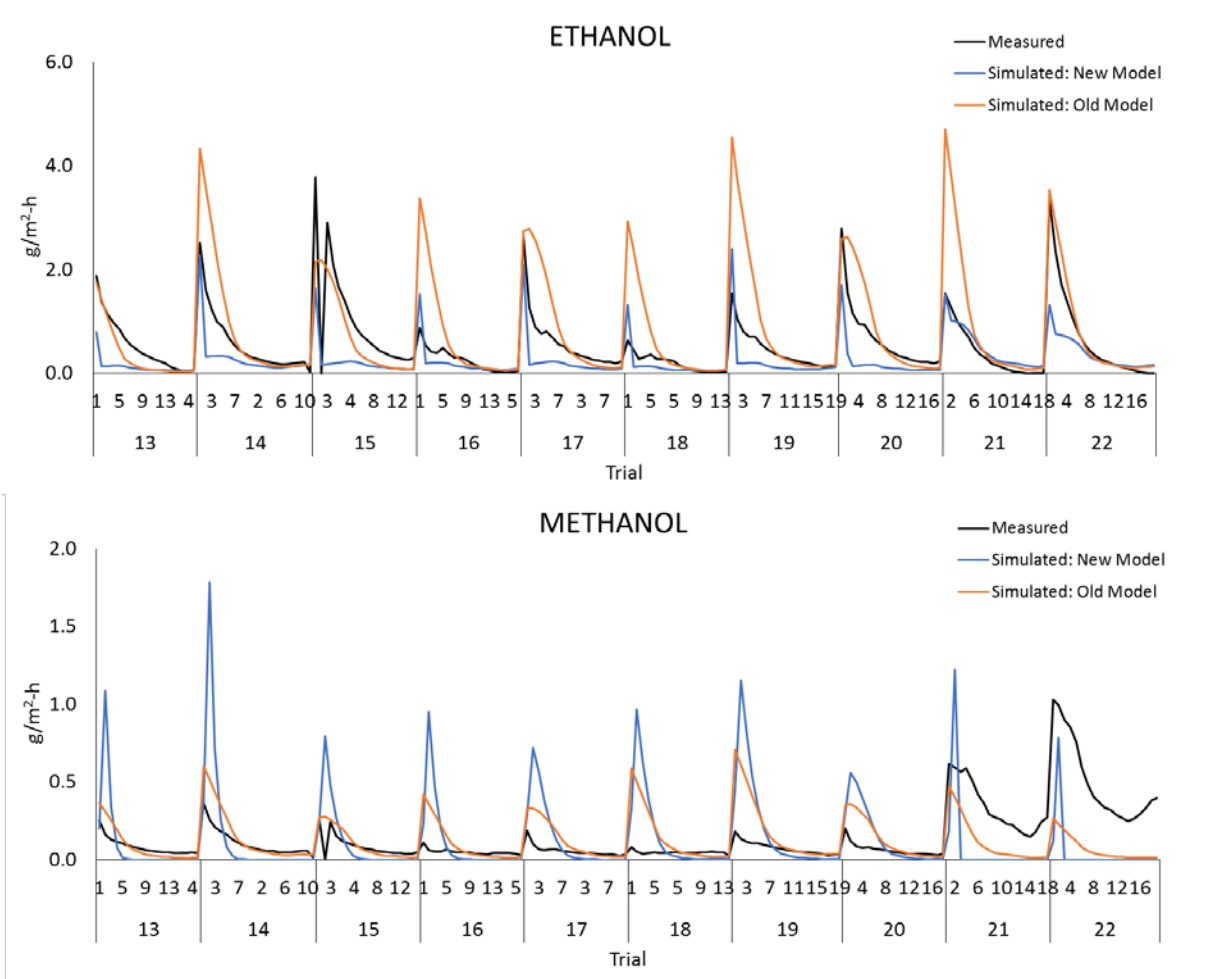 ETHANOL
Measured
Simulated: New Model
Simulated: Old Model
6.0
4.0
2.0
0.0
g/m²-h
1 5 9 13 4 3 7 2 6 10 3 4 8 12 1 5 9 13 5 3 7 3 7 1 5 5 9 13 3 7 11 15 19 4 8 12 16 2 6 10 14 18 4 8 12 16
13 14 15 16 17 18 19 20 21 22
Trial
METHANOL
Measured
Simulated: New Model
Simulated: Old Model
2.0
1.5
1.0
0.5
0.0
g/m²-h
1 5 9 13 4 3 7 2 6 10 3 4 8 12 1 5 9 13 5 3 7 3 7 1 5 5 9 13 3 7 11 15 19 4 8 12 16 2 6 10 14 18 4 8 12 16
13 14 15 16 17 18 19 20 21 22
Trial